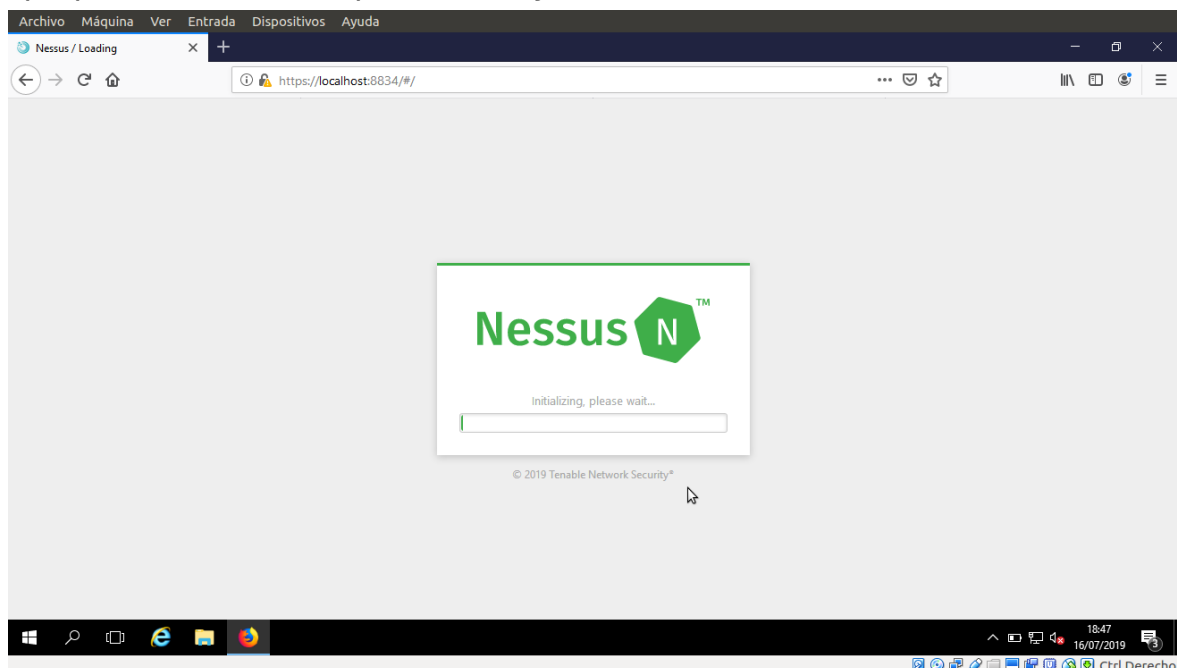 Archivo Máquina Ver Entrada Dispositivos Ayuda
Nessus / Loading
https://localhost:8834/#/
Nessus N ™
Initializing, please wait...
© 2019 Tenable Network Security®
18:47
16/07/2019
3
Ctrl Derecho